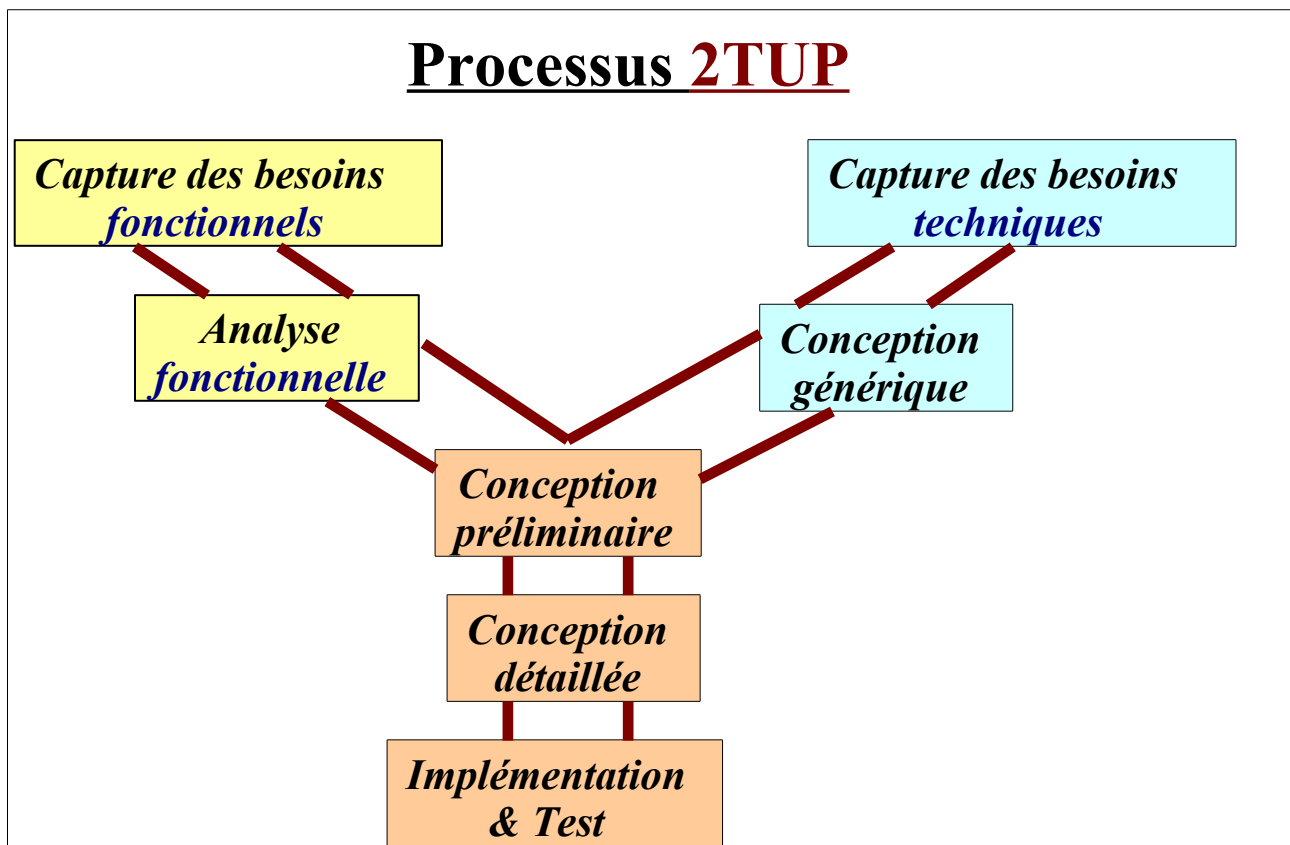 Processus 2TUP
Capture des besoins
fonctionnels
Capture des besoins
techniques
Analyse
fonctionnelle
Conception
générique
Conception
préliminaire
Conception
détaillée
Implémentation
& Test